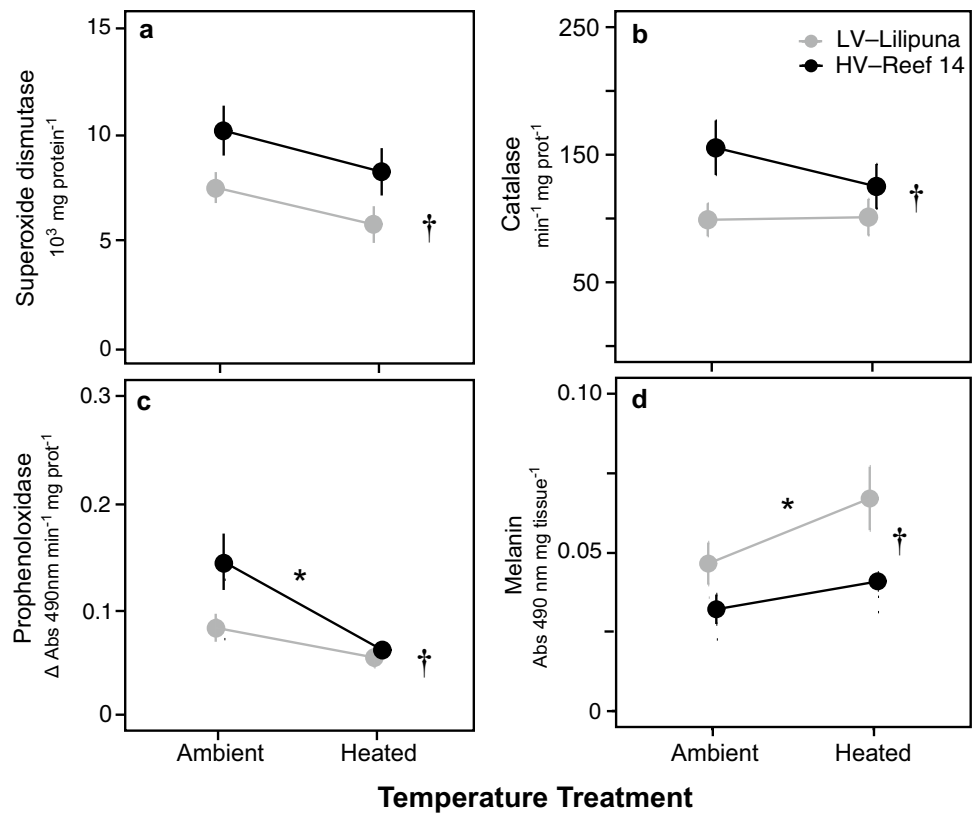 a
15
10
5
0
Superoxide dismutase
10³ mg protein⁻¹
b
LV–Lilipuna
HV–Reef 14
250
150
50
Catalase
min⁻¹ mg prot⁻¹
†
†
c
0.3
0.2
0.1
0
Prophenoloxidase
Δ Abs 490nm min⁻¹ mg prot⁻¹
*
†
Ambient
Heated
d
0.10
0.05
0
Melanin
Abs 490 nm mg tissue⁻¹
*
†
Ambient
Heated
Temperature Treatment